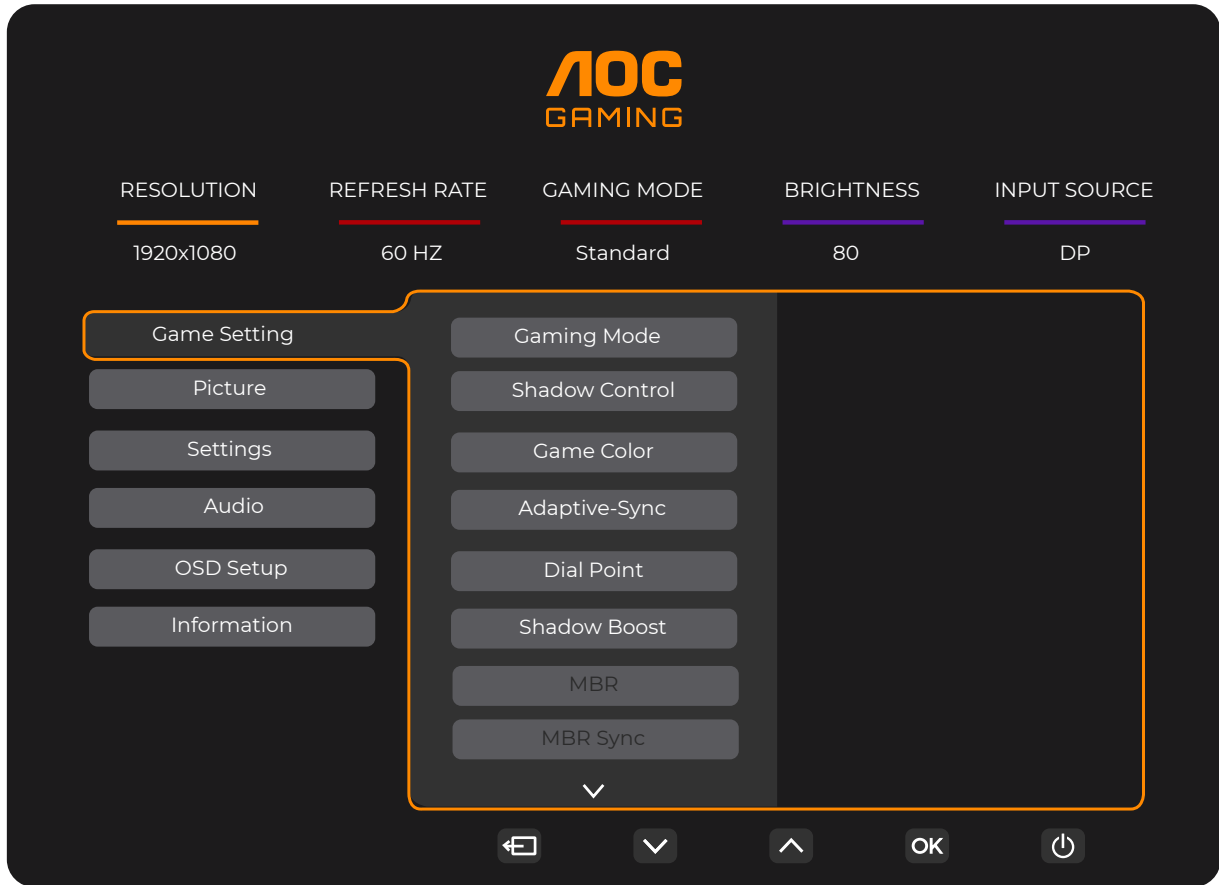 AOC
GAMING
RESOLUTION REFRESH RATE GAMING MODE BRIGHTNESS INPUT SOURCE
1920x1080 60 HZ Standard 80 DP
Game Setting
Picture
Settings
Audio
OSD Setup
Information
Gaming Mode
Shadow Control
Game Color
Adaptive-Sync
Dial Point
Shadow Boost
MBR
MBR Sync
OK